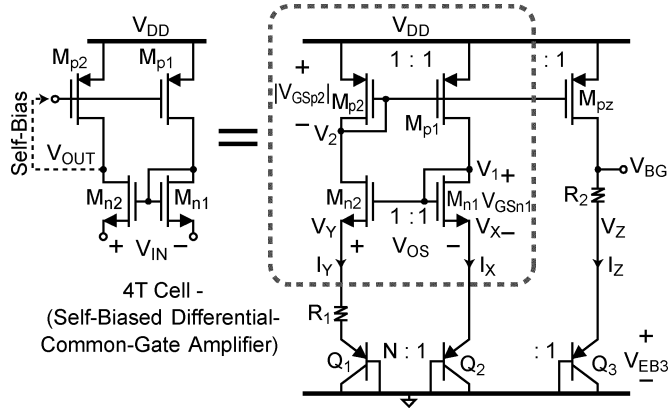 V_DD
M_p2
M_p1
Self-Bias
V_OUT
M_n2
M_n1
+ V_IN −
4T Cell -
(Self-Biased Differential-
Common-Gate Amplifier)
=
V_DD
1 : 1
: 1
+
|V_GSp2|
−
M_p2
M_p1
M_pz
V_2
V_1
+
V_BG
M_n2
M_n1
V_GSn1
R_2
1 : 1
V_Y
V_X
−
V_Z
+
V_OS
−
I_Y
I_X
I_Z
R_1
Q_1
N : 1
Q_2
: 1
Q_3
+
V_EB3
−